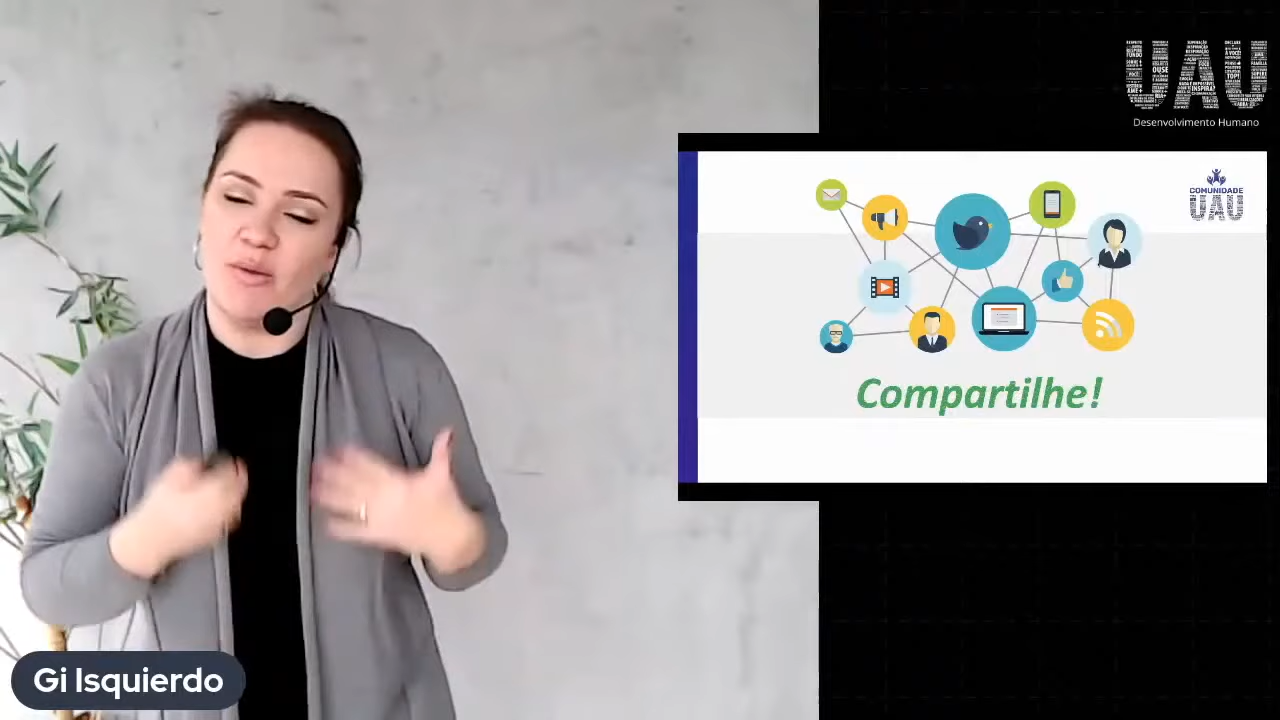 UAU
Desenvolvimento Humano
COMUNIDADE
UAU
Compartilhe!
Gi Isquierdo